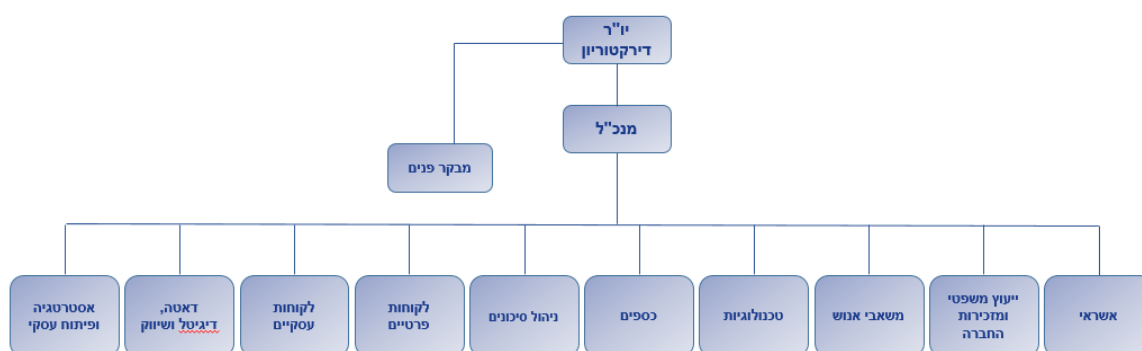 יו"ר
דירקטוריון
מנכ"ל
מבקר פנים
אשראי
ייעוץ משפטי
ומזכירות
החברה
משאבי אנוש
טכנולוגיות
כספים
ניהול סיכונים
לקוחות
פרטיים
לקוחות
עסקיים
דאטה,
דיגיטל ושיווק
אסטרטגיה
ופיתוח עסקי